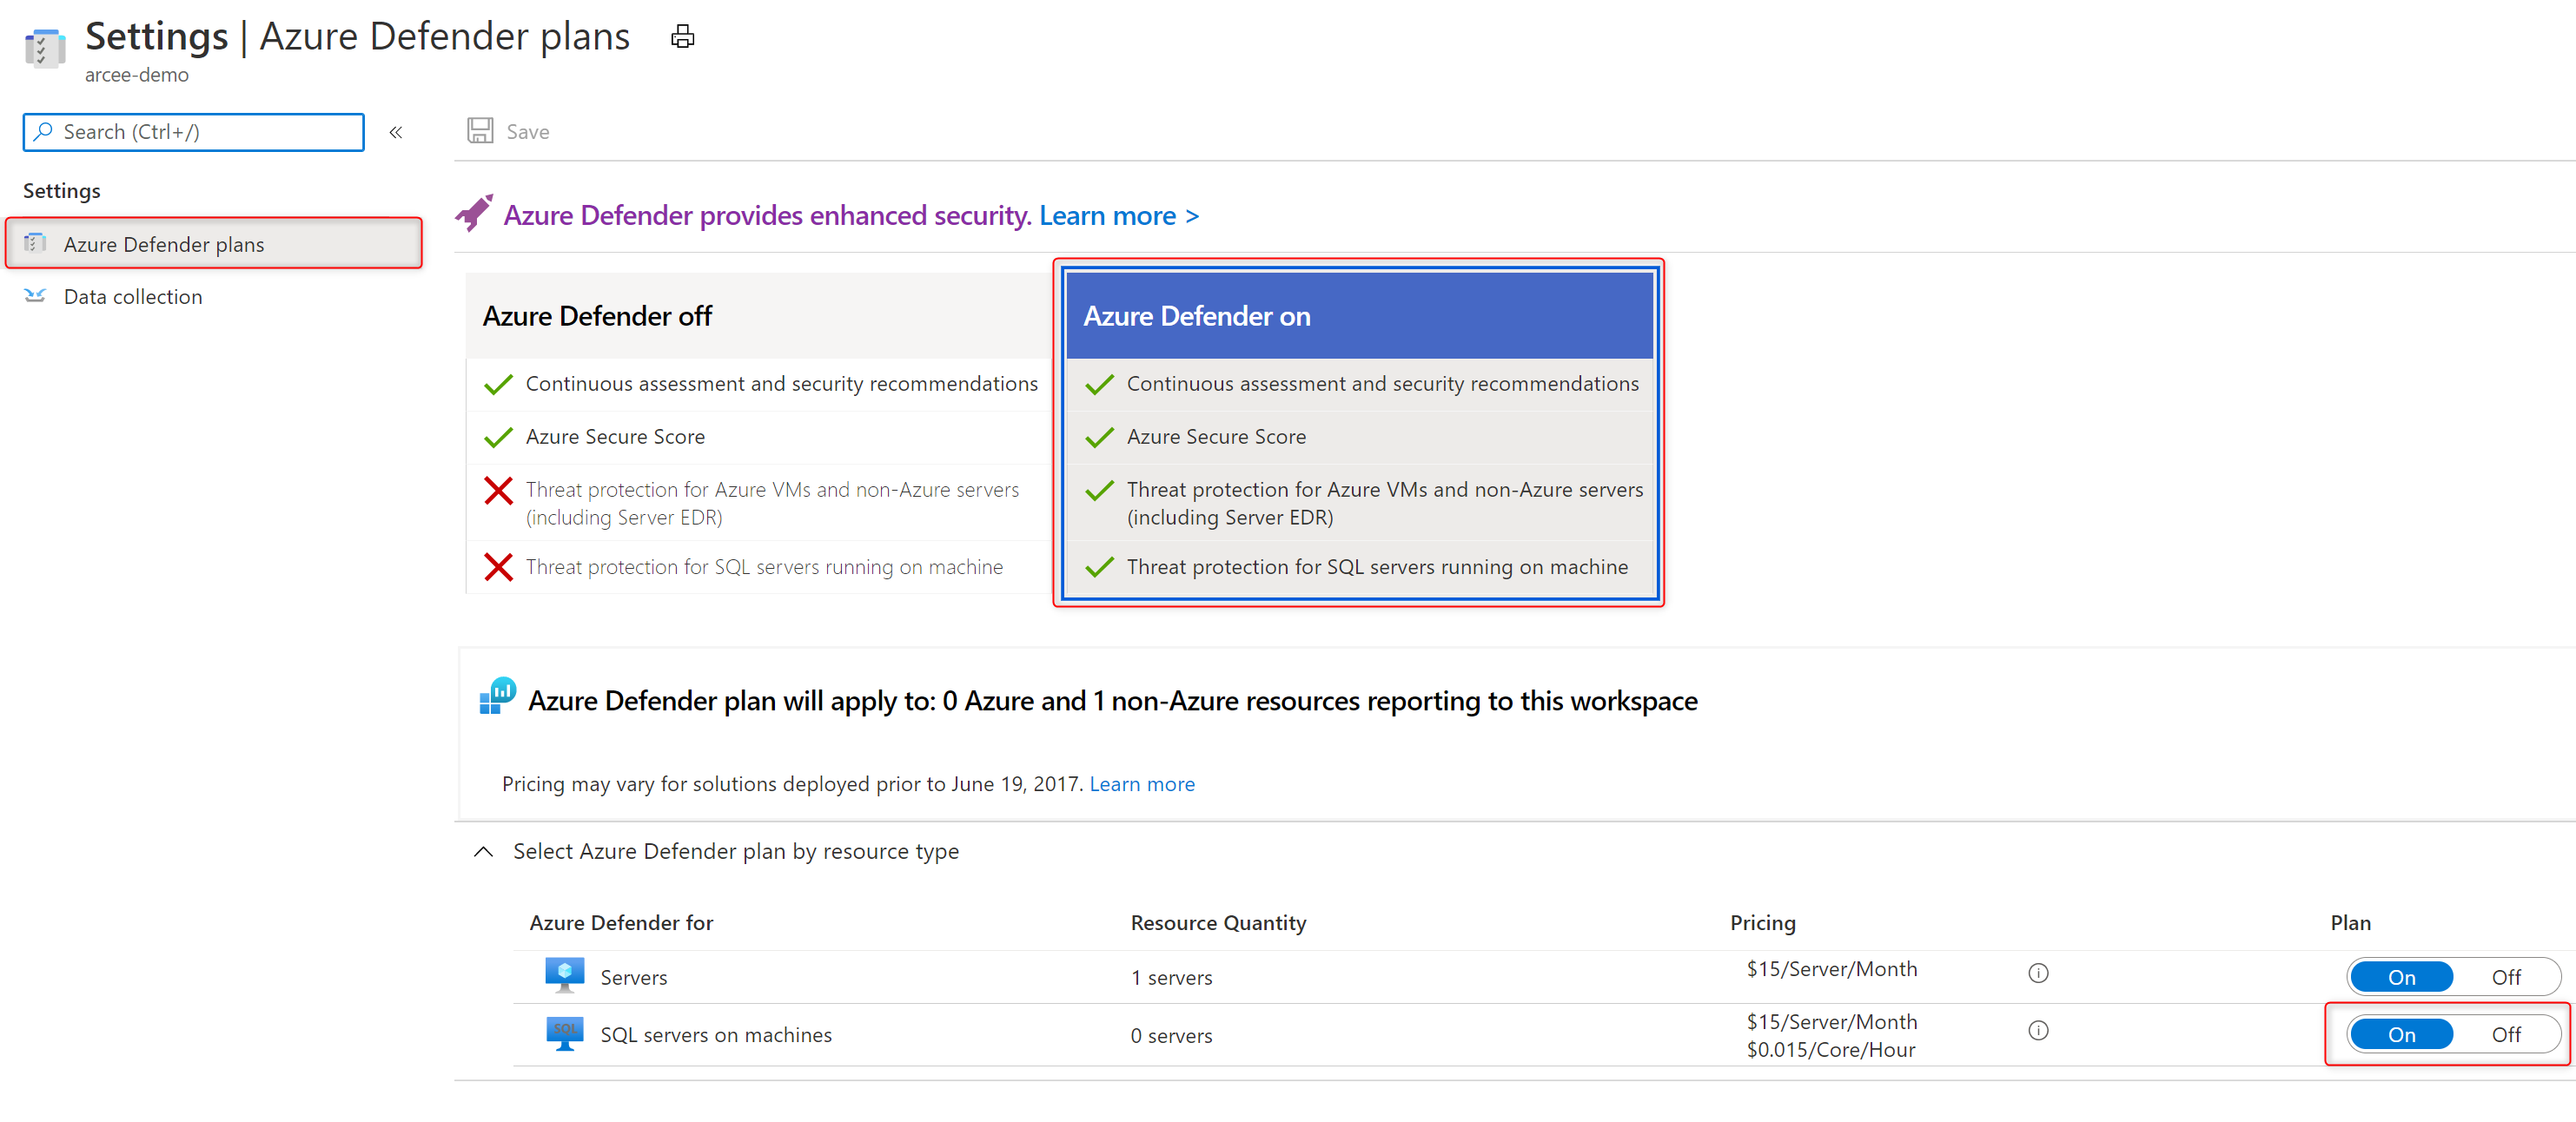 Settings | Azure Defender plans
arcee-demo
Search (Ctrl+/)
«
Save
Settings
Azure Defender plans
Data collection
Azure Defender provides enhanced security. Learn more >
Azure Defender off
Continuous assessment and security recommendations
Azure Secure Score
Threat protection for Azure VMs and non-Azure servers
(including Server EDR)
Threat protection for SQL servers running on machine
Azure Defender on
Continuous assessment and security recommendations
Azure Secure Score
Threat protection for Azure VMs and non-Azure servers
(including Server EDR)
Threat protection for SQL servers running on machine
Azure Defender plan will apply to: 0 Azure and 1 non-Azure resources reporting to this workspace
Pricing may vary for solutions deployed prior to June 19, 2017. Learn more
Select Azure Defender plan by resource type
Azure Defender for Resource Quantity Pricing Plan
Servers 1 servers $15/Server/Month On Off
SQL SQL servers on machines 0 servers $15/Server/Month On Off
$0.015/Core/Hour